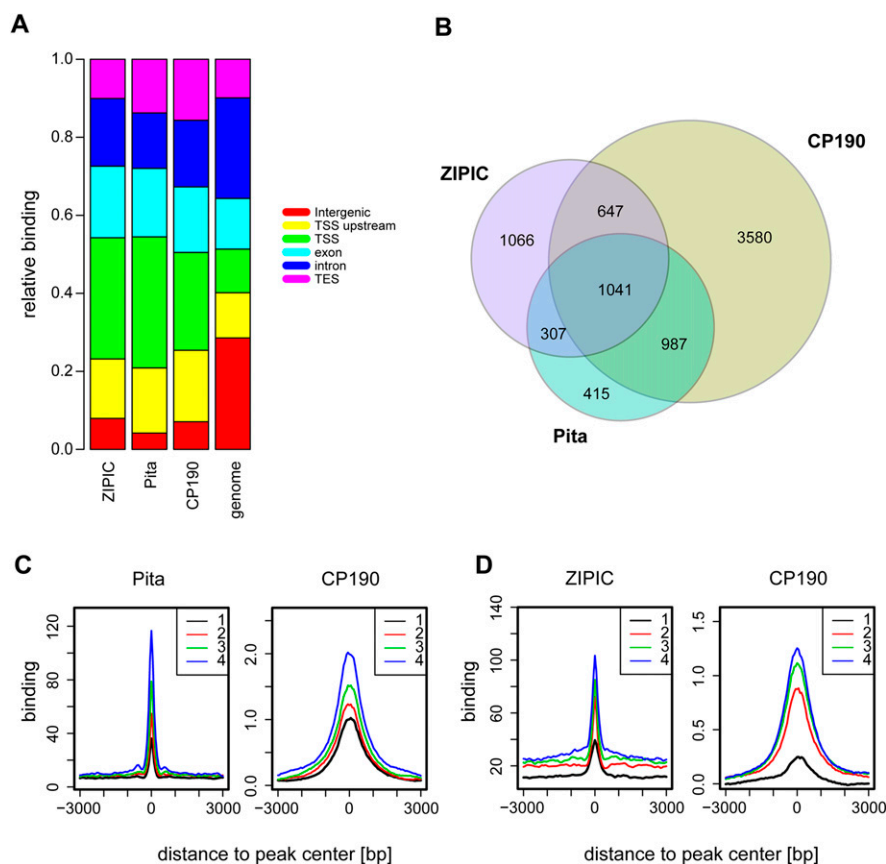 A
1.0
0.8
0.6
0.4
0.2
0.0
relative binding
ZIPIC
Pita
CP190
genome
Intergenic
TSS upstream
TSS
exon
intron
TES
B
CP190
ZIPIC
647
1066
3580
1041
307
987
415
Pita
C
Pita
CP190
binding
120
80
40
0
1
2
3
4
−3000
0
3000
2.0
1.0
0.0
1
2
3
4
−3000
0
3000
distance to peak center [bp]
D
ZIPIC
CP190
binding
140
100
60
20
1
2
3
4
−3000
0
3000
1.5
1.0
0.5
0.0
1
2
3
4
−3000
0
3000
distance to peak center [bp]